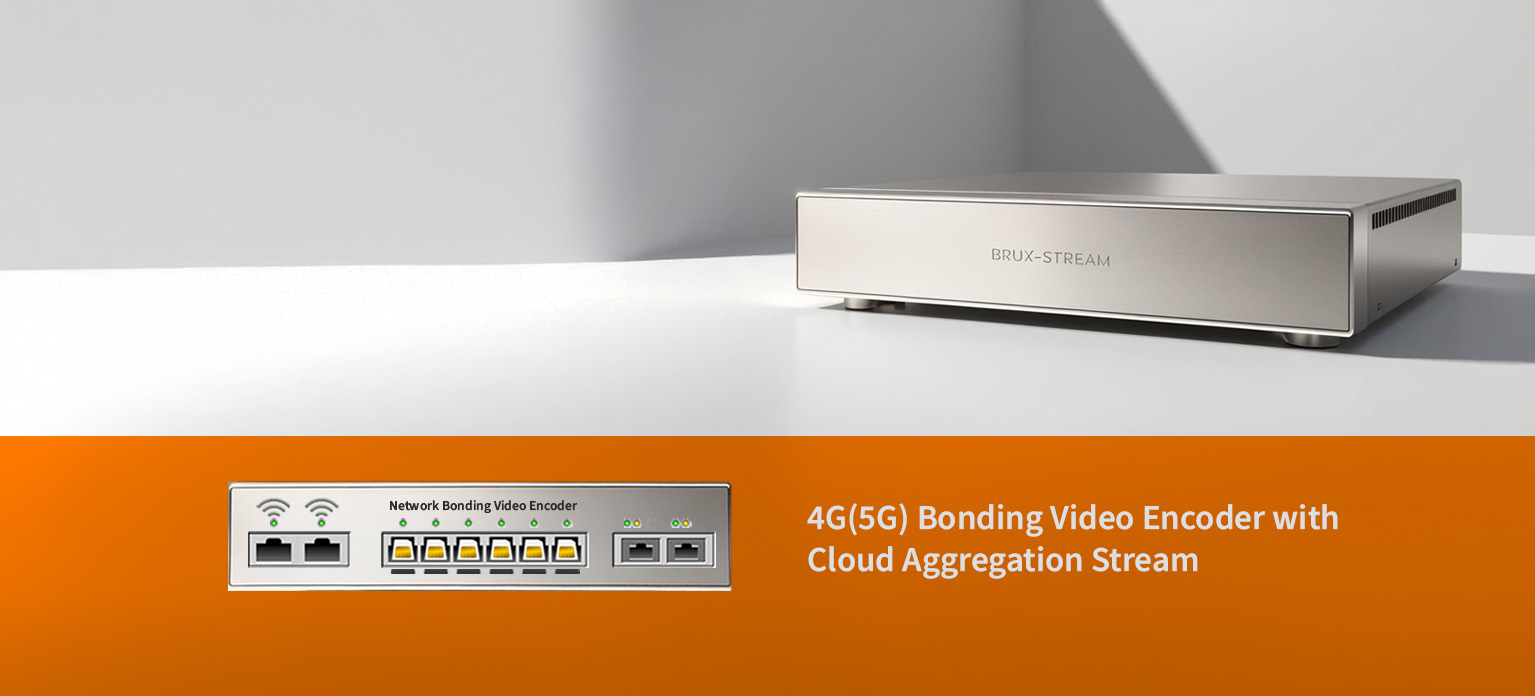 BRUX-STREAM
Network Bonding Video Encoder
4G(5G) Bonding Video Encoder with
Cloud Aggregation Stream